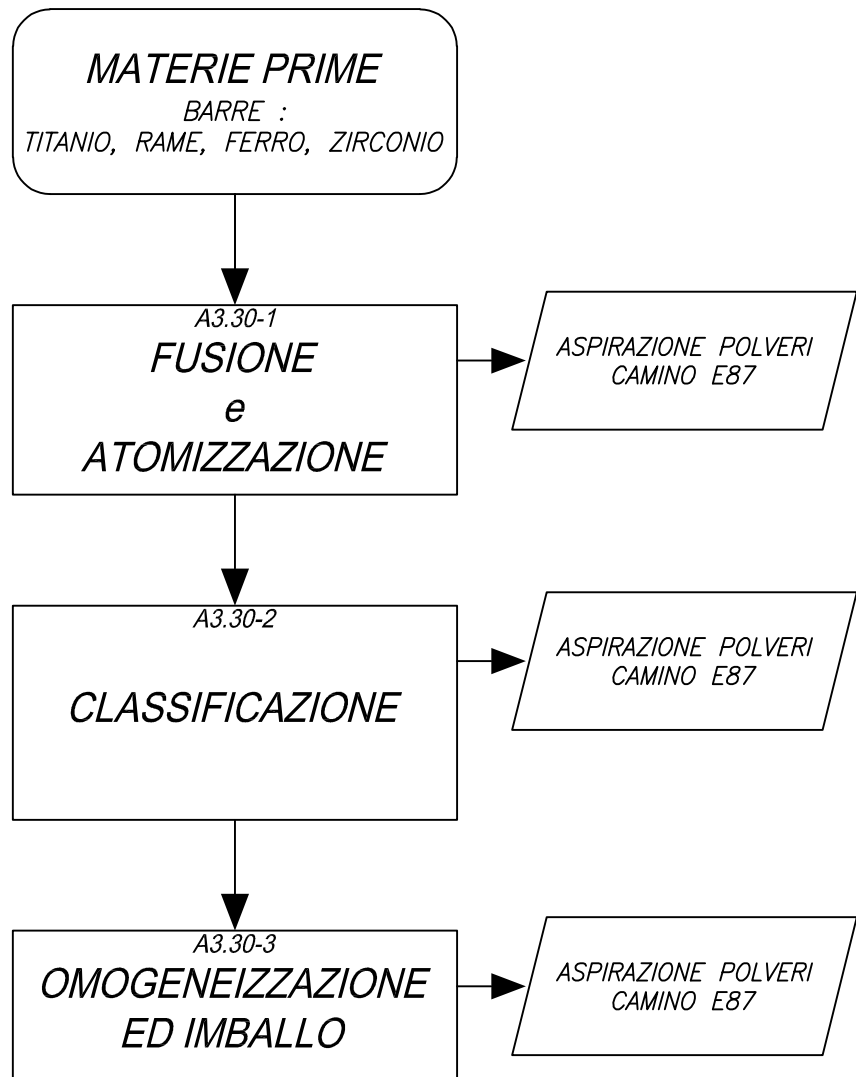 MATERIE PRIME
BARRE :
TITANIO, RAME, FERRO, ZIRCONIO
A3.30-1
FUSIONE
e
ATOMIZZAZIONE
ASPIRAZIONE POLVERI
CAMINO E87
A3.30-2
CLASSIFICAZIONE
ASPIRAZIONE POLVERI
CAMINO E87
A3.30-3
OMOGENEIZZAZIONE
ED IMBALLO
ASPIRAZIONE POLVERI
CAMINO E87